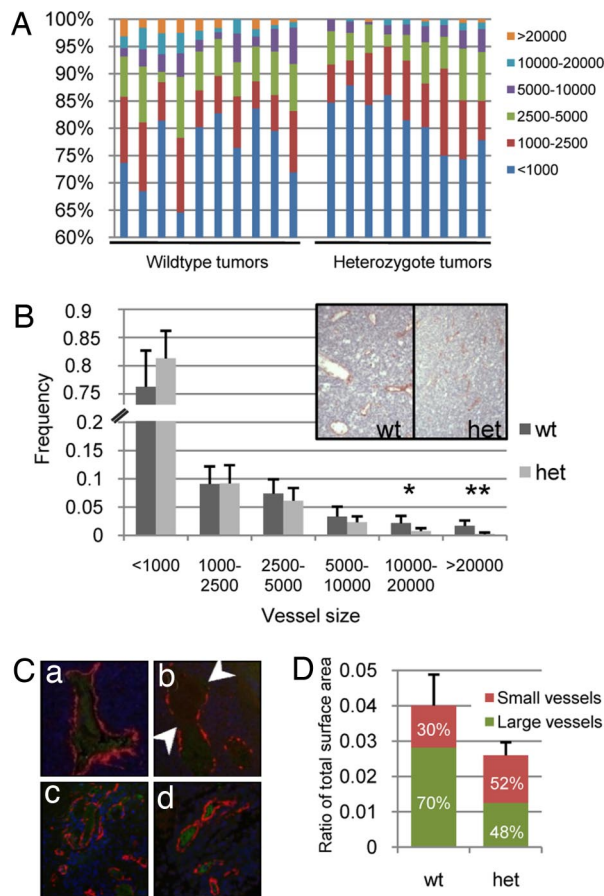 A
100%
95%
90%
85%
80%
75%
70%
65%
60%
>20000
10000-20000
5000-10000
2500-5000
1000-2500
<1000
Wildtype tumors
Heterozygote tumors
B
Frequency
0.9
0.85
0.8
0.75
0.2
0.15
0.1
0.05
0
wt
het
wt
het
*
**
<1000
1000-
2500
2500-
5000
5000-
10000
10000-
20000
>20000
Vessel size
C
a
b
c
d
D
Ratio of total surface area
0.05
0.04
0.03
0.02
0.01
0
Small vessels
Large vessels
30%
70%
52%
48%
wt
het